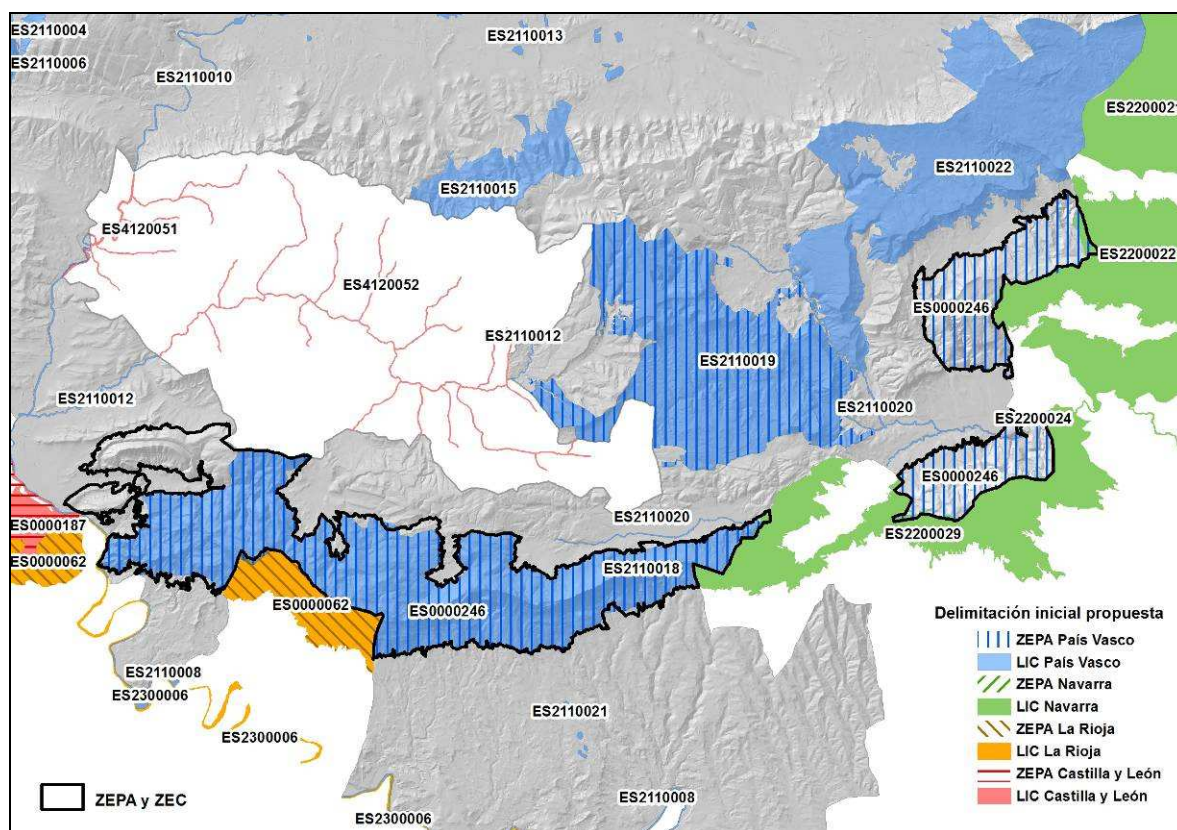 ES2110004
ES2110013
ES2110006
ES2110010
ES2200021
ES2110022
ES2110015
ES4120051
ES2200022
ES4120052
ES0000246
ES2110012
ES2110019
ES2110012
ES2110020
ES2200024
ES0000246
ES0000187
ES2110020
ES2200029
ES0000062
ES2110018
ES0000062
ES0000246
Delimitación inicial propuesta
ZEPA País Vasco
LIC País Vasco
ZEPA Navarra
LIC Navarra
ZEPA La Rioja
LIC La Rioja
ZEPA Castilla y León
LIC Castilla y León
ES2110008
ES2300006
ES2110021
ES2300006
ZEPA y ZEC
ES2110008
ES2300006